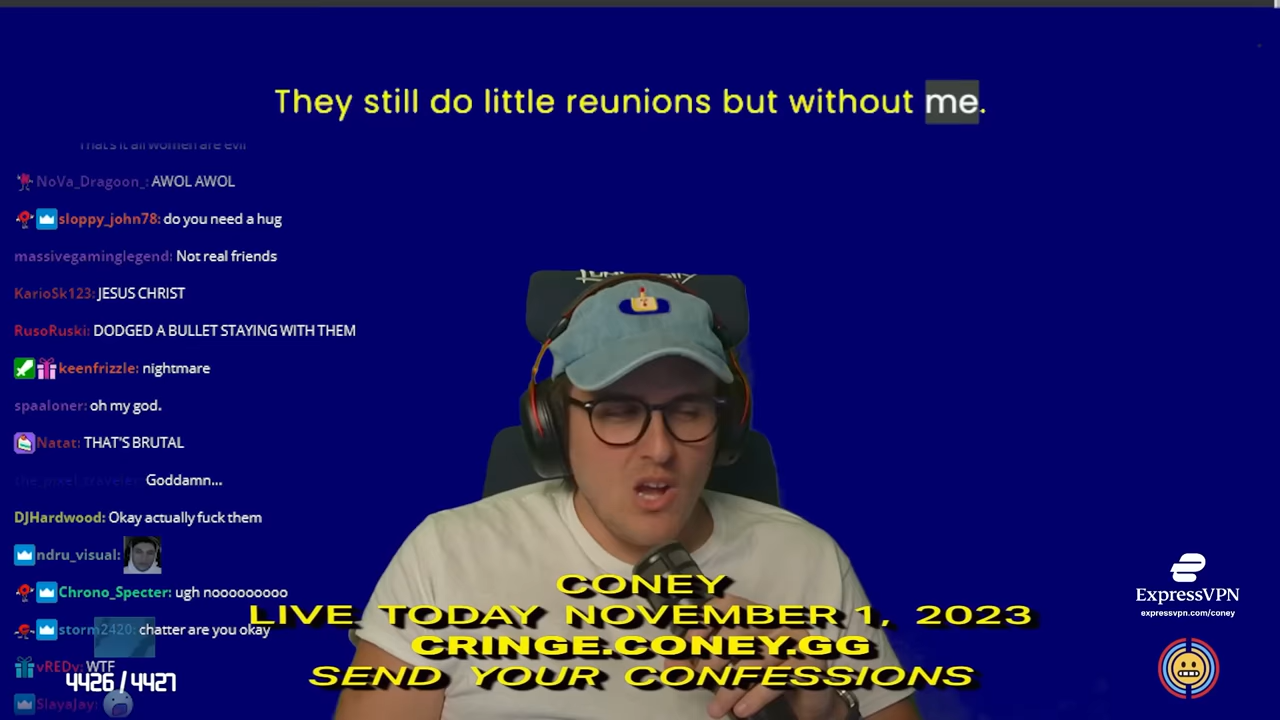 They still do little reunions but without me.
That's it all women are evil
NoVa_Dragoon_: AWOL AWOL
sloppy_john78: do you need a hug
massivegaminglegend: Not real friends
KarioSk123: JESUS CHRIST
RusoRuski: DODGED A BULLET STAYING WITH THEM
keenfrizzle: nightmare
spaaloner: oh my god.
Natat: THAT'S BRUTAL
the_pixel_traveler: Goddamn...
DJHardwood: Okay actually fuck them
ndru_visual:
Chrono_Specter: ugh nooooooooo
storm2420: chatter are you okay
vREDv: WTF
4426 / 4427
SlayaJay:
CONEY
LIVE TODAY NOVEMBER 1, 2023
CRINGE.CONEY.GG
SEND YOUR CONFESSIONS
ExpressVPN
expressvpn.com/coney